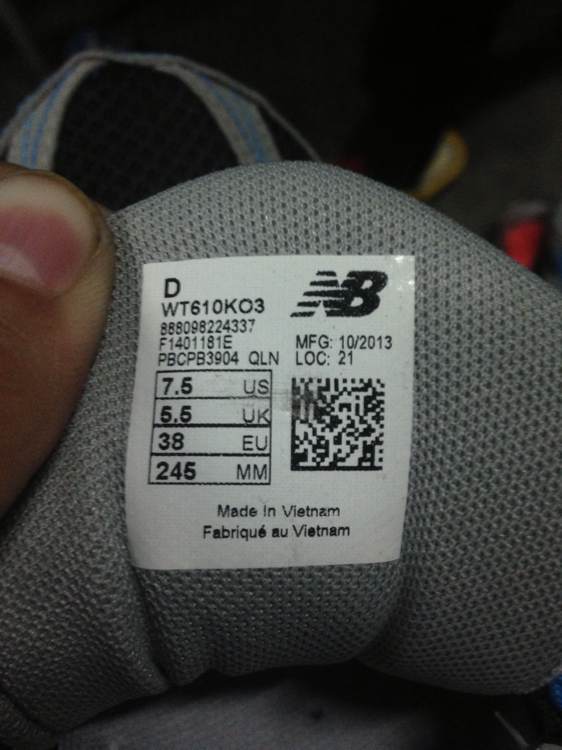 D
WT610KO3
888098224337
F1401181E
PBCPB3904 QLN
NB
MFG: 10/2013
LOC: 21
7.5 US
5.5 UK
38 EU
245 MM
Made In Vietnam
Fabriqué au Vietnam